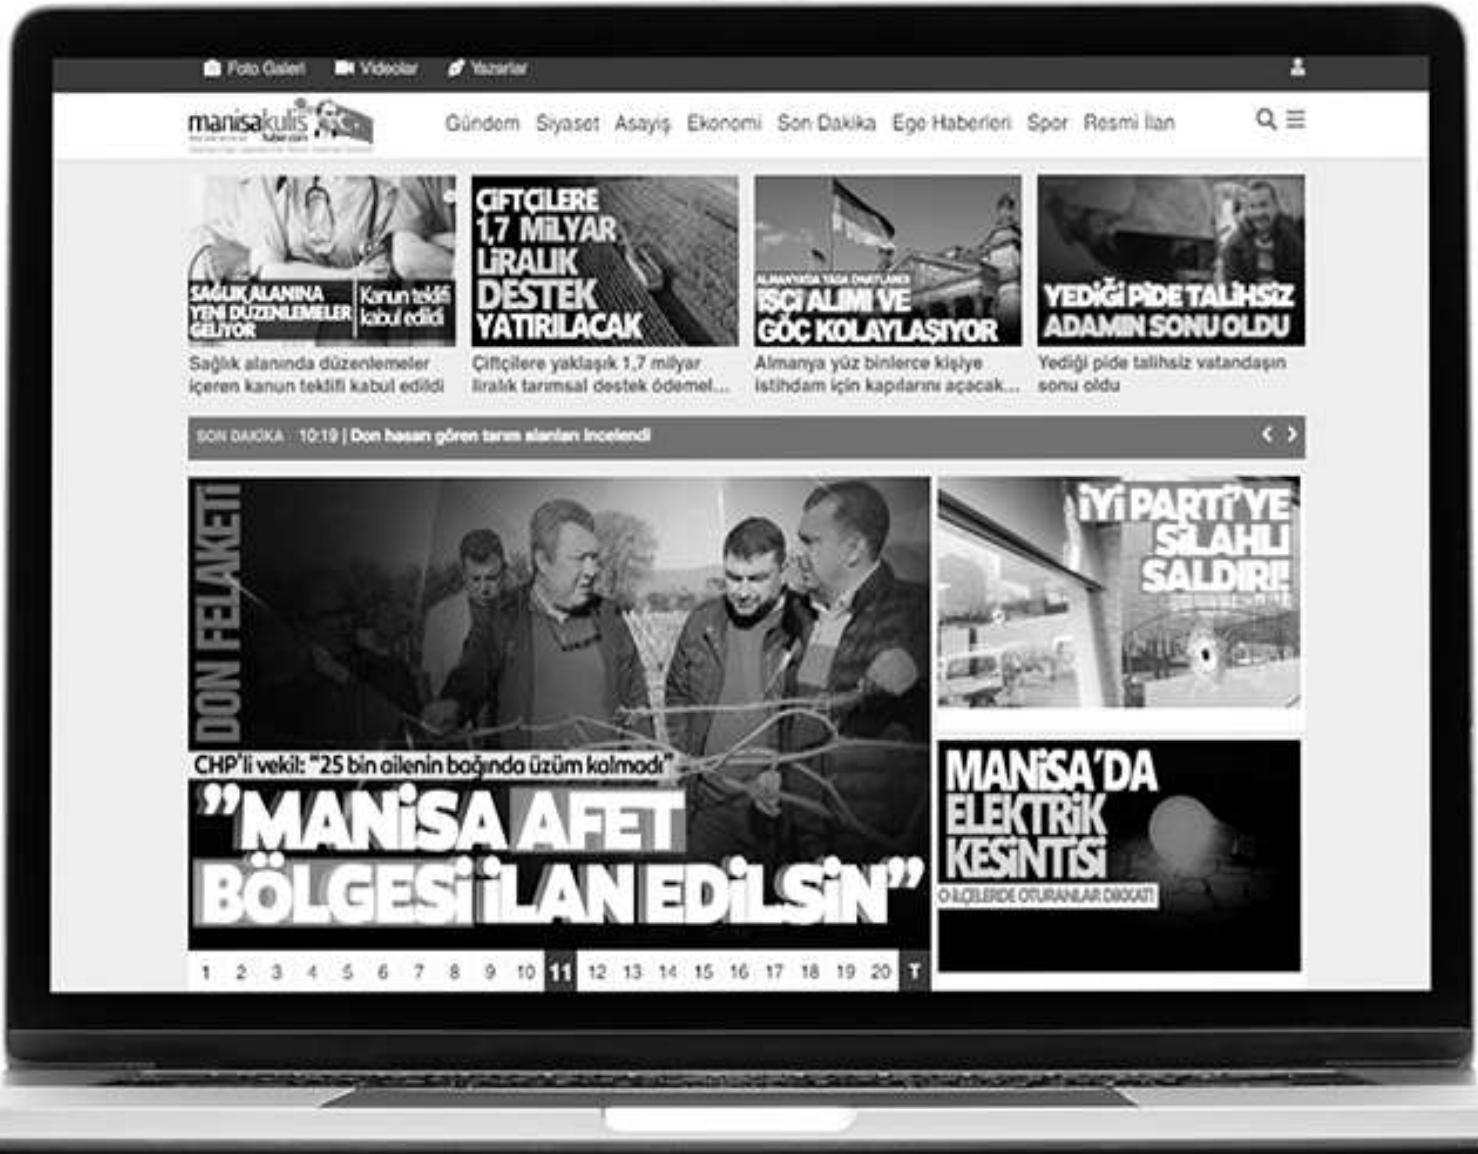 Foto Galeri Videolar Yazarlar
manisakulis
haber.com
Gündem Siyaset Asayiş Ekonomi Son Dakika Ege Haberleri Spor Resmi İlan
SAĞLIK ALANINA
YENİ DÜZENLEMELER
GELİYOR
Kanun teklifi
kabul edildi
Sağlık alanında düzenlemeler
içeren kanun teklifi kabul edildi
ÇİFTÇİLERE
1,7 MİLYAR
LİRALIK
DESTEK
YATIRILACAK
Çiftçilere yaklaşık 1,7 milyar
liralık tarımsal destek ödemel...
İŞÇİ ALIMI VE
GÖÇ KOLAYLAŞIYOR
Almanya yüz binlerce kişiye
istihdam için kapılarını açacak...
YEDİĞİ PİDE TALİHSİZ
ADAMIN SONU OLDU
Yediği pide talihsiz vatandaşın
sonu oldu
SON DAKİKA 10:19 | Don hasarı gören tarım alanları incelendi
DON FELAKETİ
CHP'li vekil: "25 bin ailenin bağında üzüm kalmadı"
"MANİSA AFET
BÖLGESİ İLAN EDİLSİN"
1 2 3 4 5 6 7 8 9 10 11 12 13 14 15 16 17 18 19 20 T
İYİ PARTİ'YE
SİLAHLI
SALDIRI!
MANİSA'DA
ELEKTRİK
KESİNTİSİ
O İLÇELERDE OTURANLAR DİKKAT!